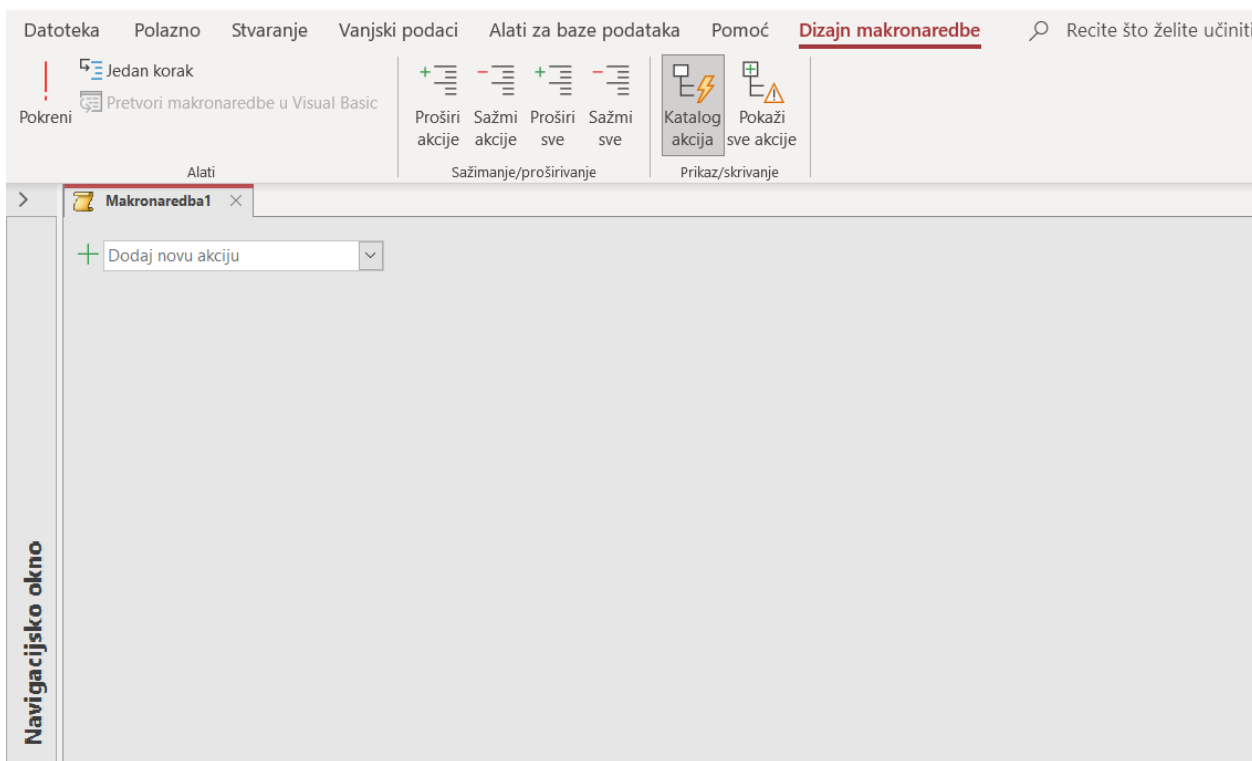 Datoteka Polazno Stvaranje Vanjski podaci Alati za baze podataka Pomoć Dizajn makronaredbe Recite što želite učiniti
Pokreni
Jedan korak
Pretvori makronaredbe u Visual Basic
Alati
Proširi akcije
Sažmi akcije
Proširi sve
Sažmi sve
Sažimanje/proširivanje
Katalog akcija
Pokaži sve akcije
Prikaz/skrivanje
Makronaredba1
Dodaj novu akciju
Navigacijsko okno